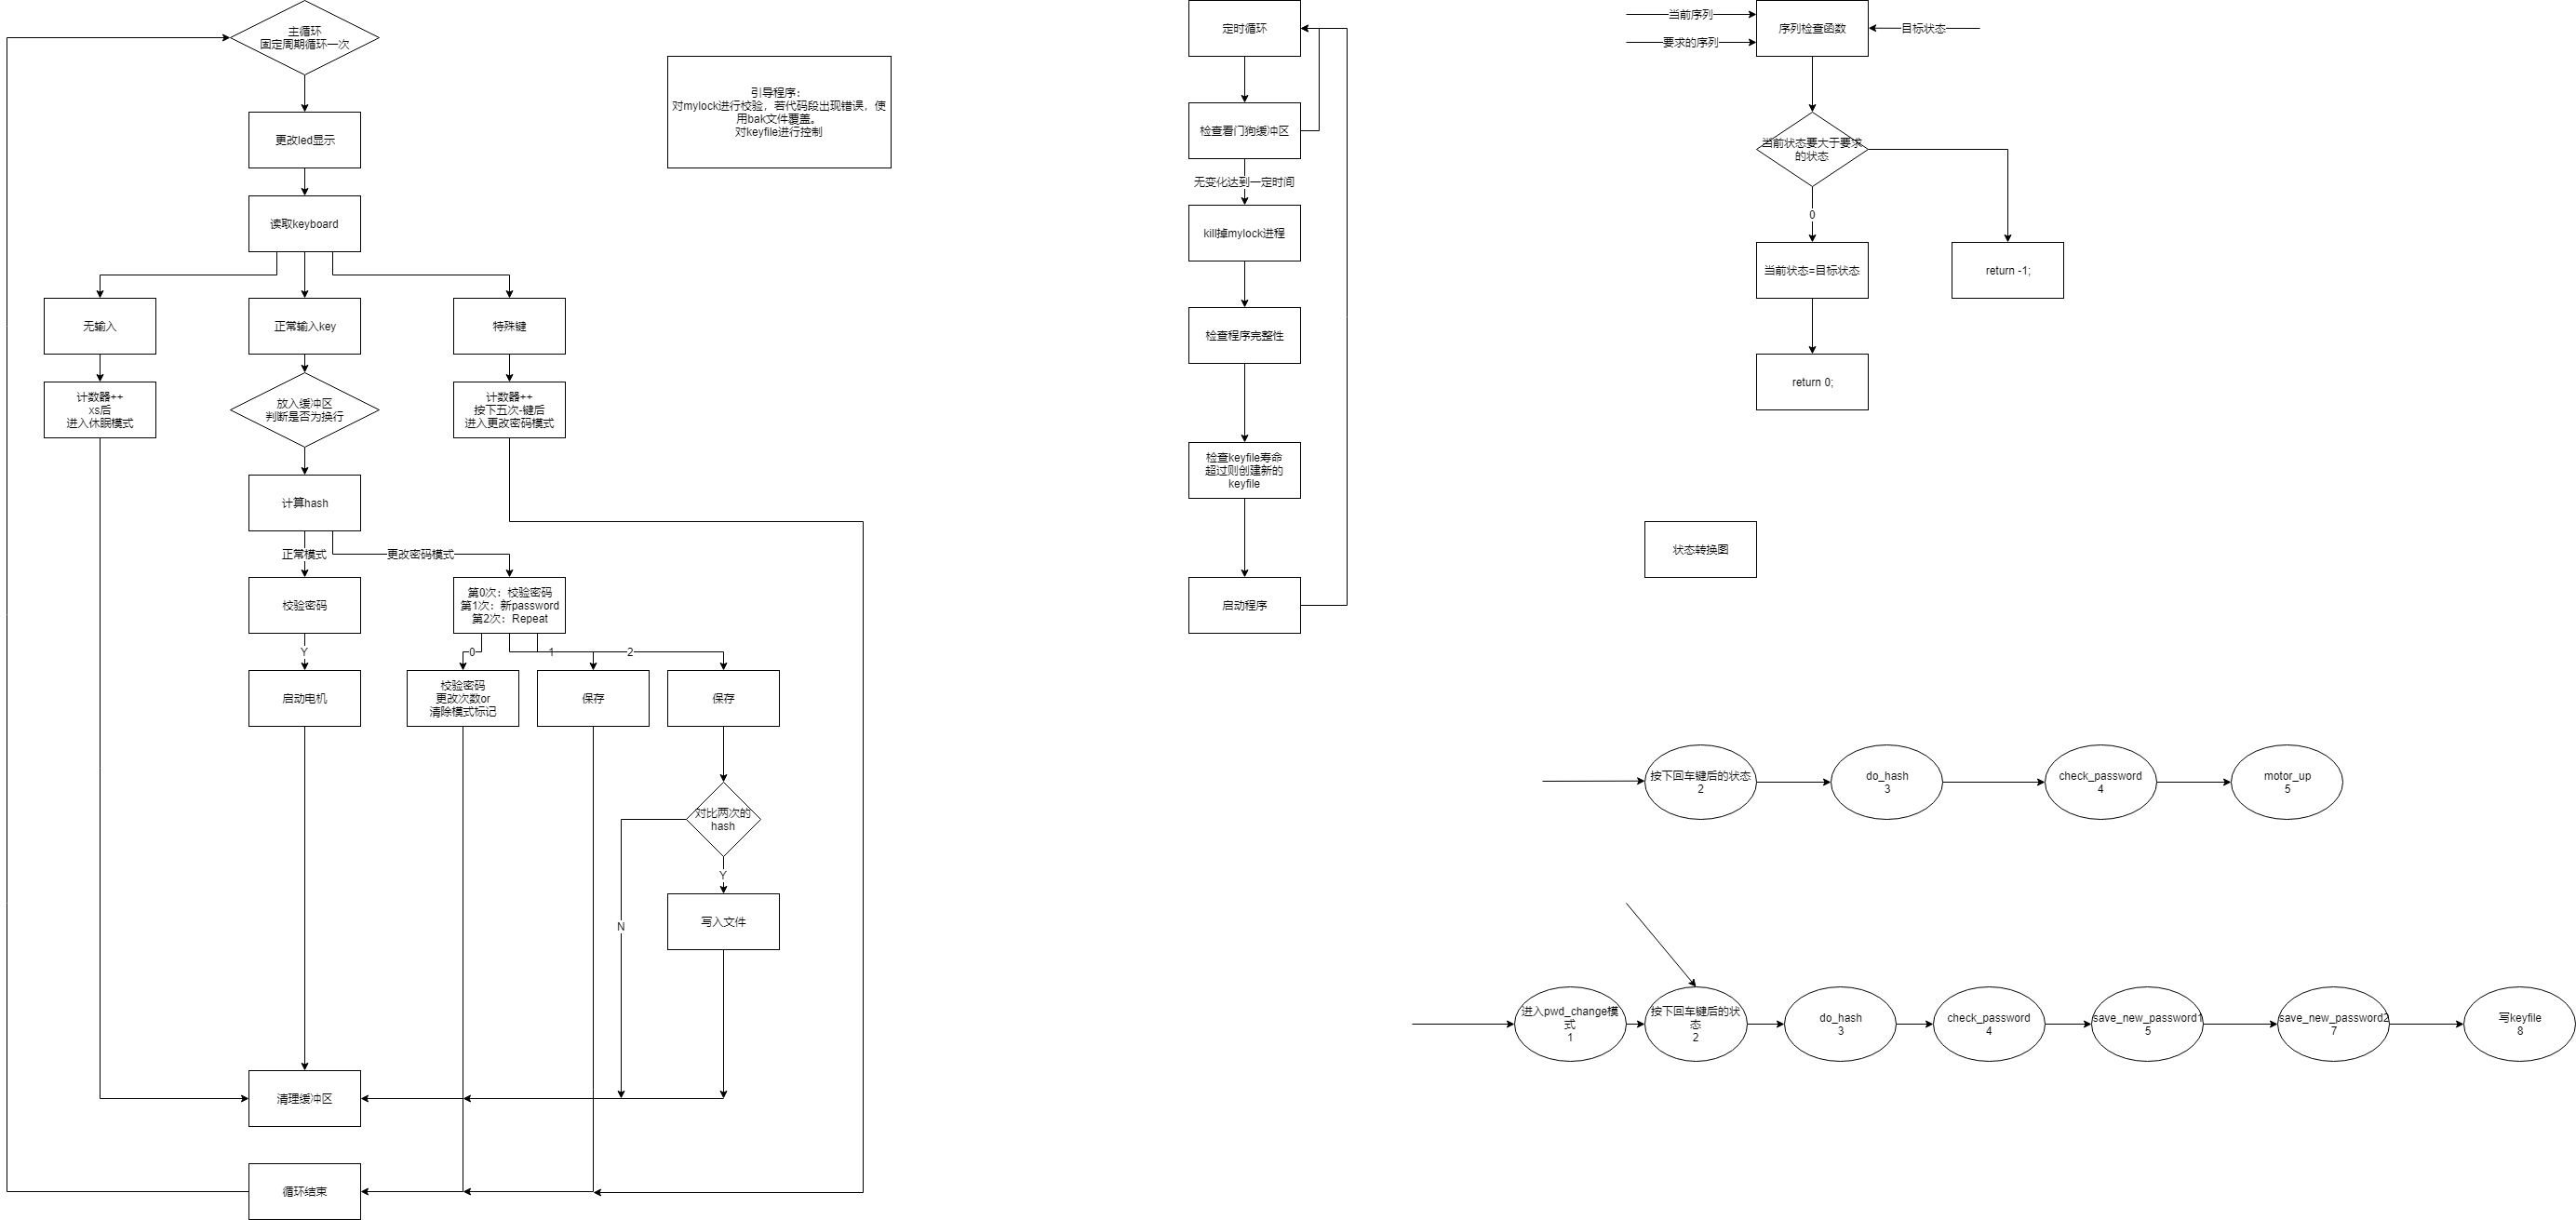 主循环
固定周期循环一次
更改led显示
读取keyboard
无输入
正常输入key
特殊键
计数器++
xs后
进入休眠模式
放入缓冲区
判断是否为换行
计数器++
按下五次-键后
进入更改密码模式
计算hash
正常模式
更改密码模式
校验密码
第0次：校验密码
第1次：新password
第2次：Repeat
Y
0
1
2
启动电机
校验密码
更改次数or
清除模式标记
保存
保存
对比两次的
hash
Y
N
写入文件
清理缓冲区
循环结束
引导程序：
对mylock进行校验，若代码段出现错误，使
用bak文件覆盖。
对keyfile进行控制
定时循环
检查看门狗缓冲区
无变化达到一定时间
kill掉mylock进程
检查程序完整性
检查keyfile寿命
超过则创建新的
keyfile
启动程序
当前序列
要求的序列
序列检查函数
目标状态
当前状态要大于要求
的状态
0
当前状态=目标状态
return -1;
return 0;
状态转换图
按下回车键后的状态
2
do_hash
3
check_password
4
motor_up
5
进入pwd_change模
式
1
按下回车键后的状
态
2
do_hash
3
check_password
4
save_new_password1
5
save_new_password2
7
写keyfile
8